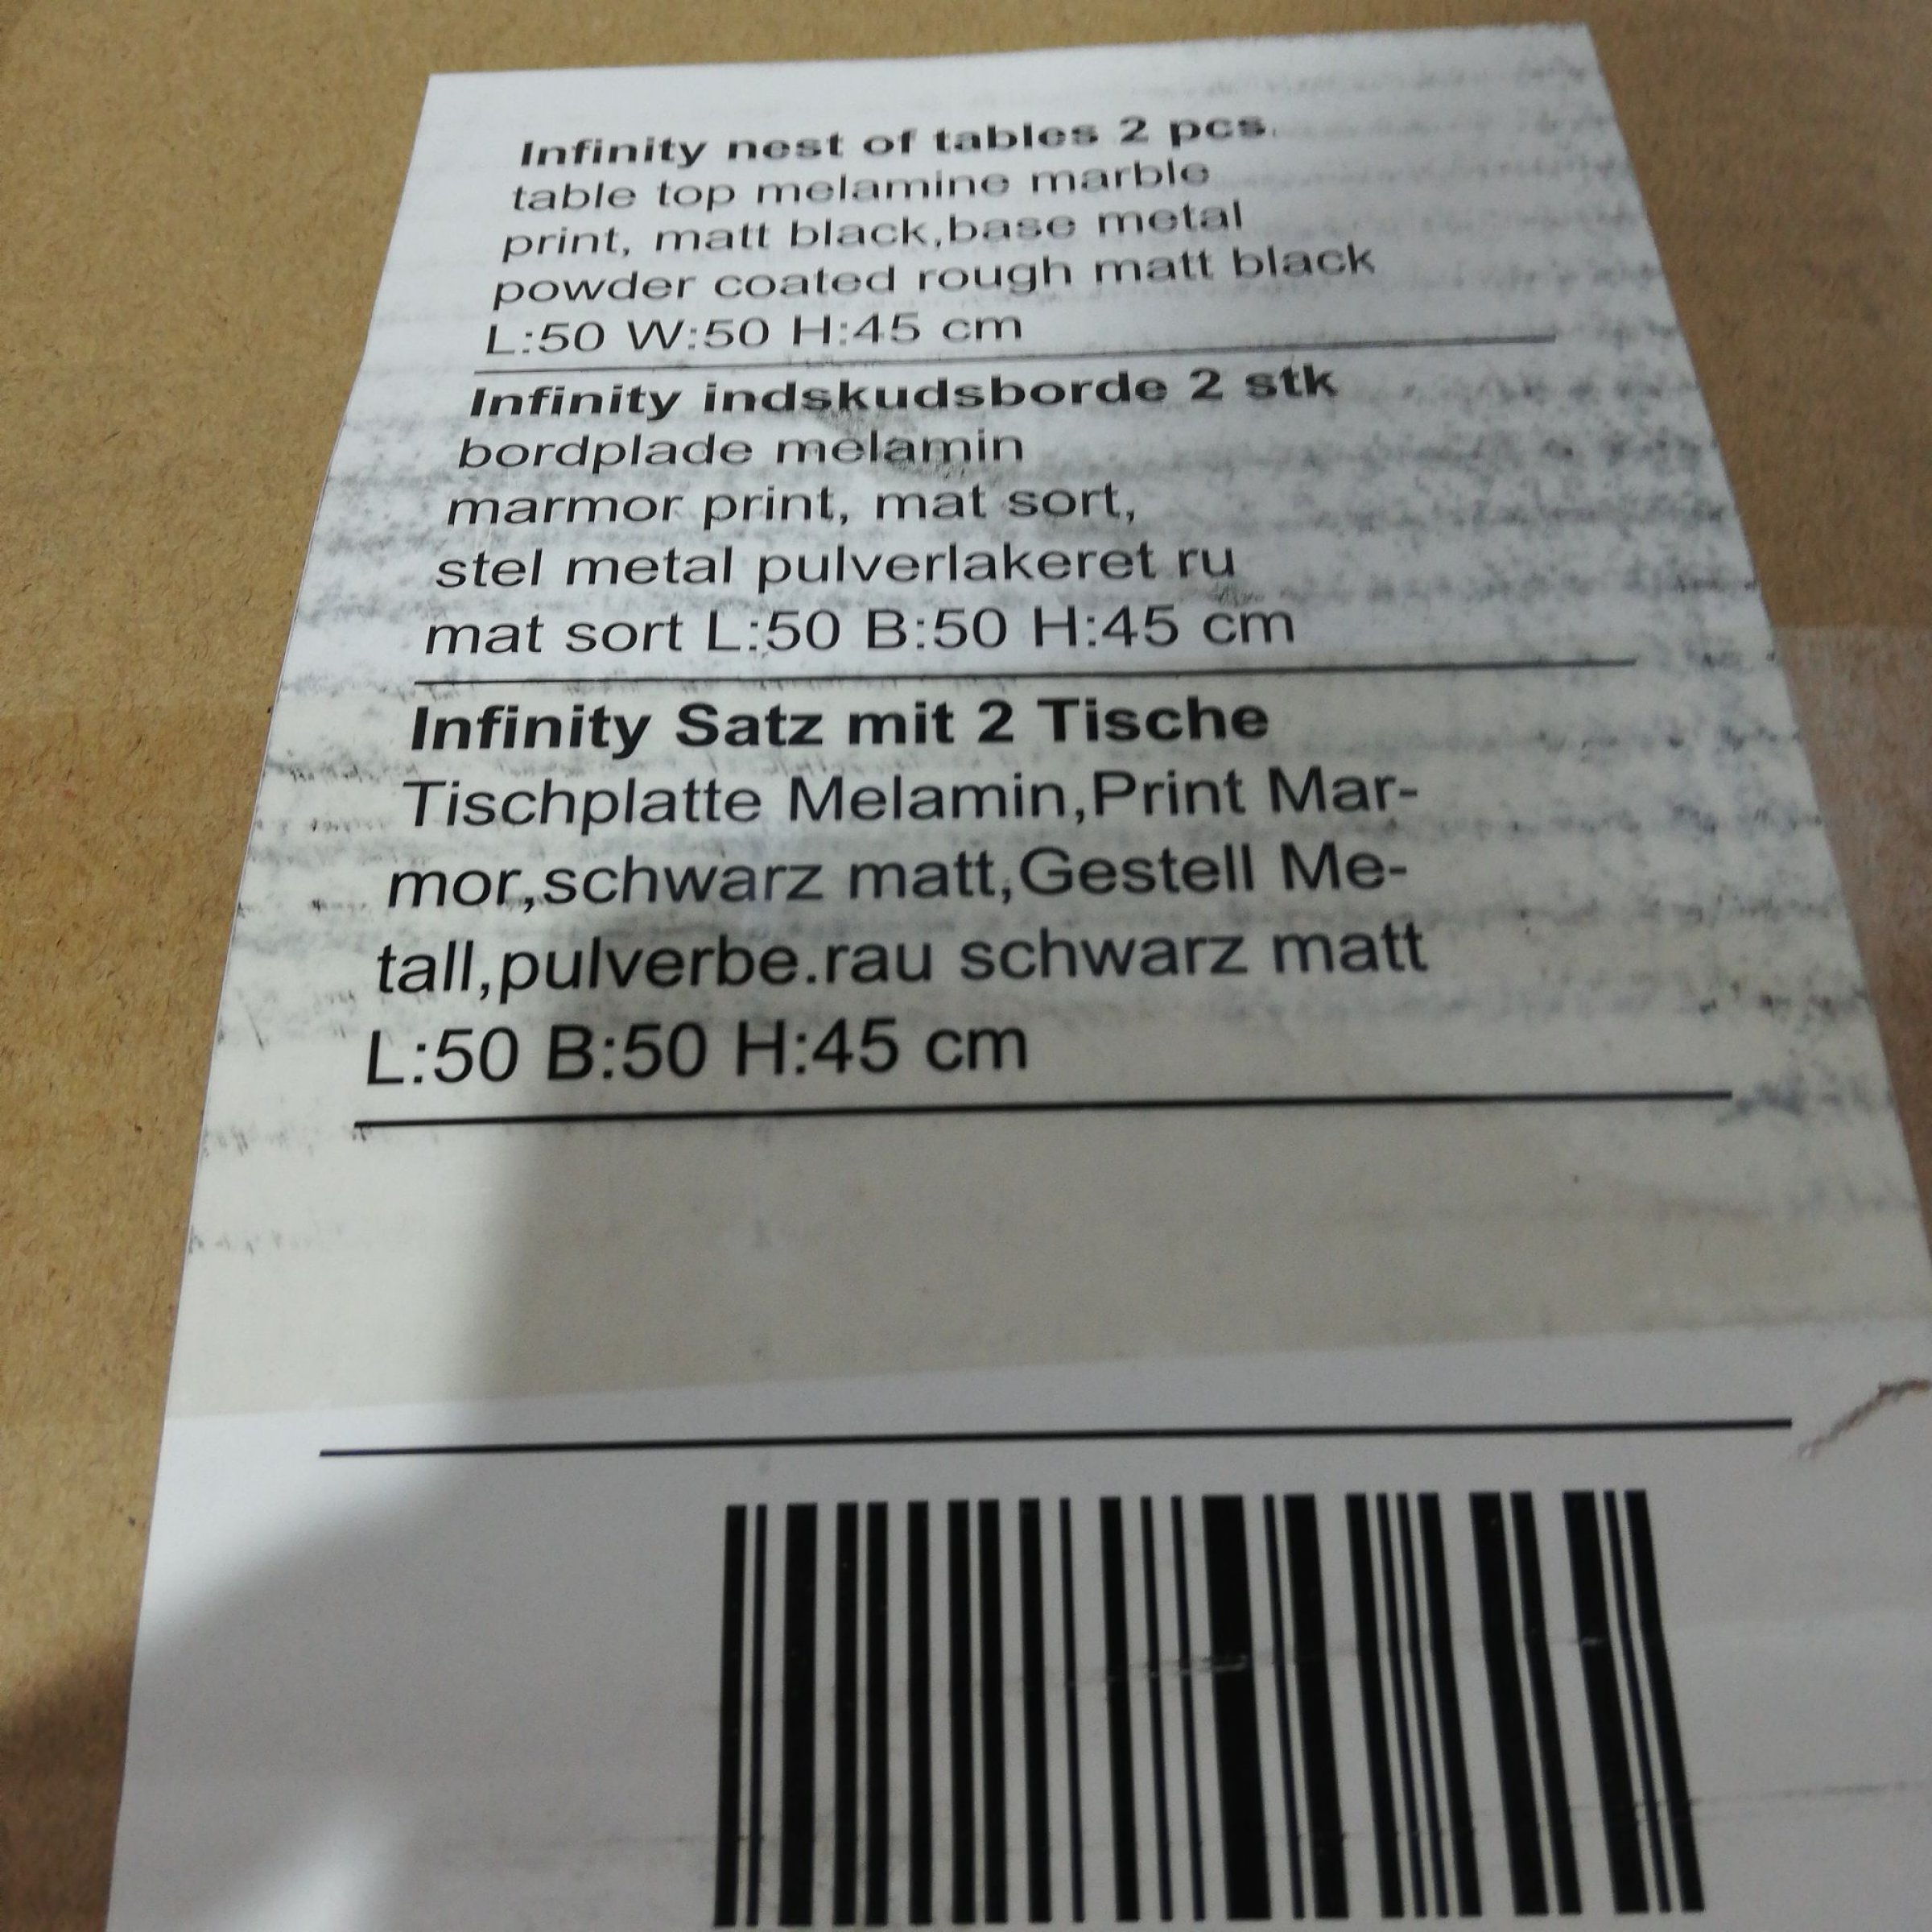 Infinity nest of tables 2 pcs.
table top melamine marble
print, matt black,base metal
powder coated rough matt black
L:50 W:50 H:45 cm
Infinity indskudsborde 2 stk
bordplade melamin
marmor print, mat sort,
stel metal pulverlakeret ru
mat sort L:50 B:50 H:45 cm
Infinity Satz mit 2 Tische
Tischplatte Melamin,Print Mar-
mor,schwarz matt,Gestell Me-
tall,pulverbe.rau schwarz matt
L:50 B:50 H:45 cm